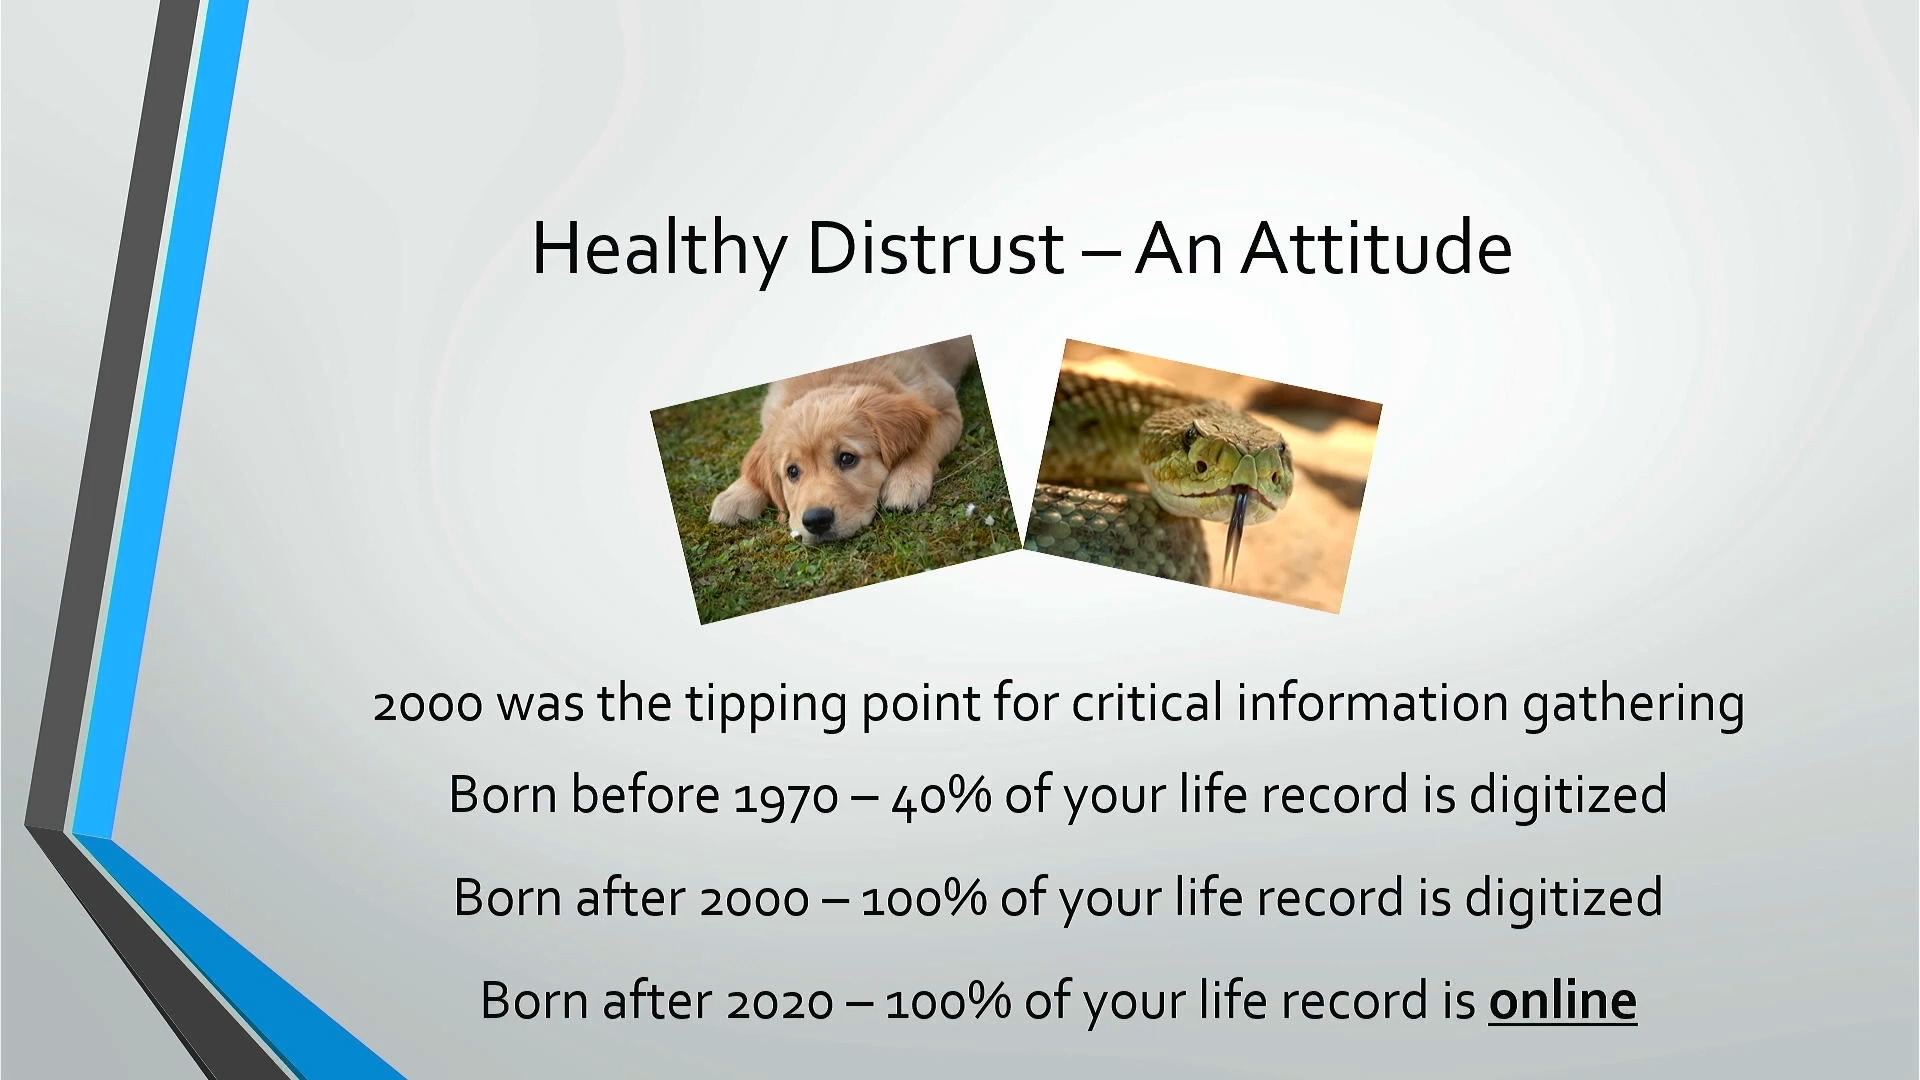 Healthy Distrust – An Attitude
2000 was the tipping point for critical information gathering
Born before 1970 – 40% of your life record is digitized
Born after 2000 – 100% of your life record is digitized
Born after 2020 – 100% of your life record is online